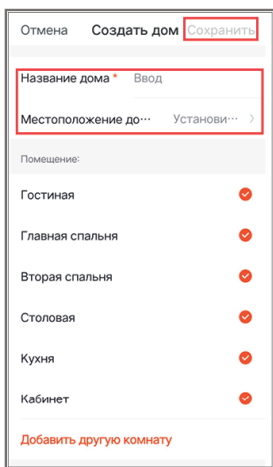 Отмена Создать дом Сохранить
Название дома * Ввод
Местоположение до··· Установи··· >
Помещение:
Гостиная
Главная спальня
Вторая спальня
Столовая
Кухня
Кабинет
Добавить другую комнату